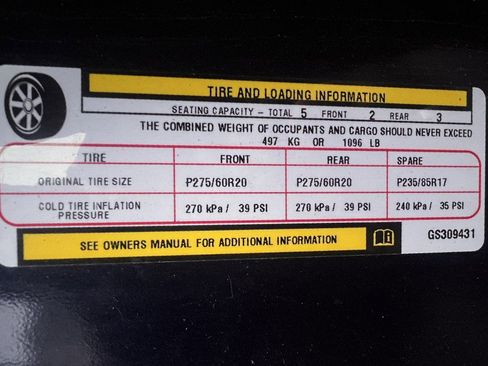 TIRE AND LOADING INFORMATION
SEATING CAPACITY – TOTAL 5 FRONT 2 REAR 3
THE COMBINED WEIGHT OF OCCUPANTS AND CARGO SHOULD NEVER EXCEED
497 KG OR 1096 LB
TIRE FRONT REAR SPARE
ORIGINAL TIRE SIZE P275/60R20 P275/60R20 P235/85R17
COLD TIRE INFLATION PRESSURE 270 kPa / 39 PSI 270 kPa / 39 PSI 240 kPa / 35 PSI
SEE OWNERS MANUAL FOR ADDITIONAL INFORMATION GS309431